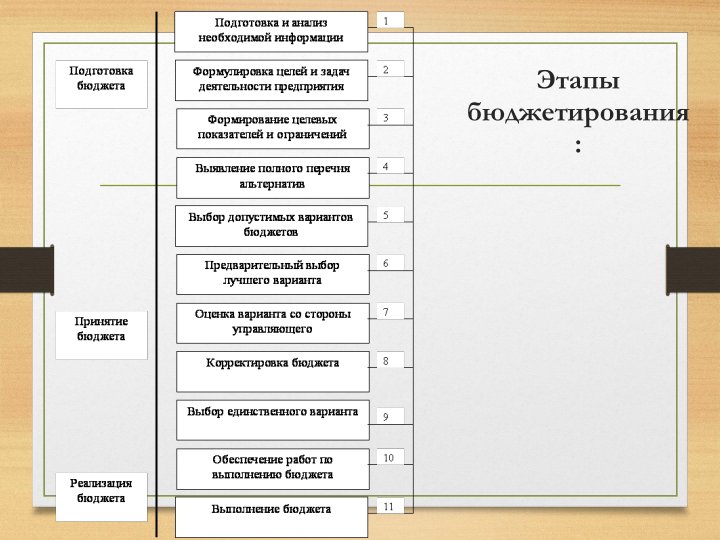 Этапы
бюджетирования
:
Подготовка
бюджета
Принятие
бюджета
Реализация
бюджета
Подготовка и анализ
необходимой информации
1
Формулировка целей и задач
деятельности предприятия
2
Формирование целевых
показателей и ограничений
3
Выявление полного перечня
альтернатив
4
Выбор допустимых вариантов
бюджетов
5
Предварительный выбор
лучшего варианта
6
Оценка варианта со стороны
управляющего
7
Корректировка бюджета
8
Выбор единственного варианта
9
Обеспечение работ по
выполнению бюджета
10
Выполнение бюджета
11